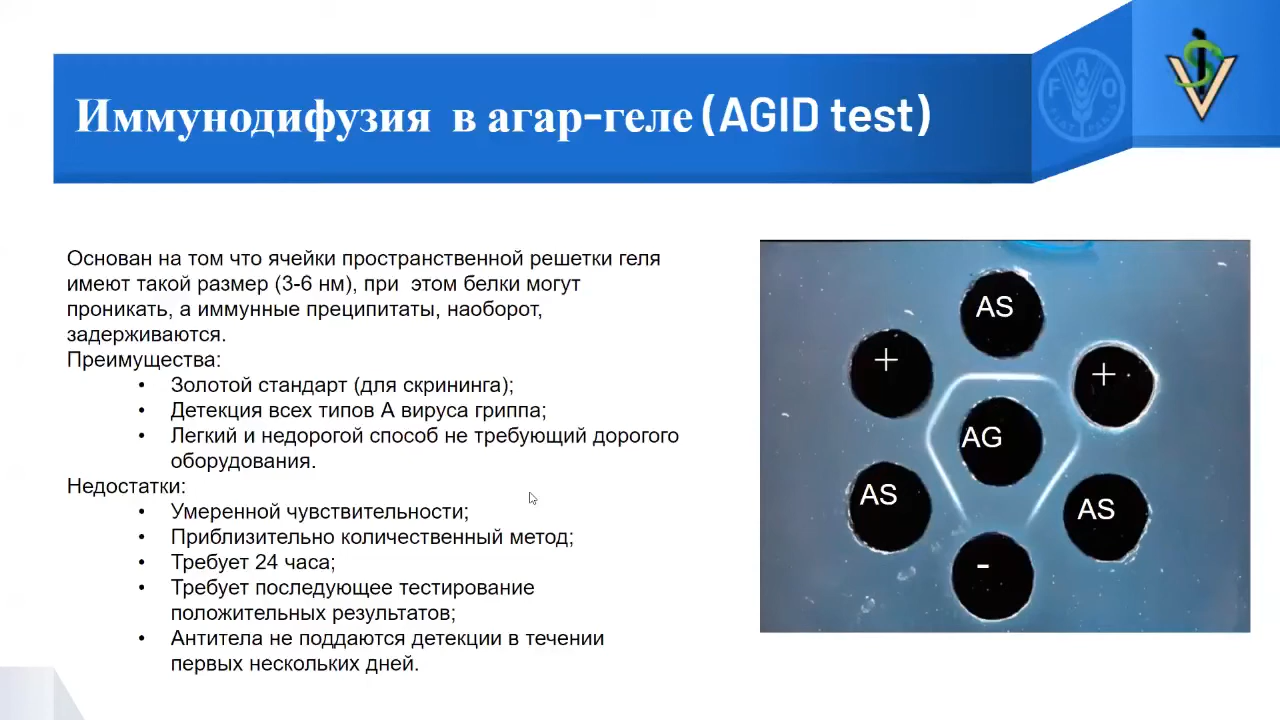 Иммунодифузия в агар-геле (AGID test)
F A O
FIAT PANIS
Основан на том что ячейки пространственной решетки геля
имеют такой размер (3-6 нм), при этом белки могут
проникать, а иммунные преципитаты, наоборот,
задерживаются.
Преимущества:
• Золотой стандарт (для скрининга);
• Детекция всех типов А вируса гриппа;
• Легкий и недорогой способ не требующий дорогого
оборудования.
Недостатки:
• Умеренной чувствительности;
• Приблизительно количественный метод;
• Требует 24 часа;
• Требует последующее тестирование
положительных результатов;
• Антитела не поддаются детекции в течении
первых нескольких дней.
AS
+
+
AG
AS
AS
-